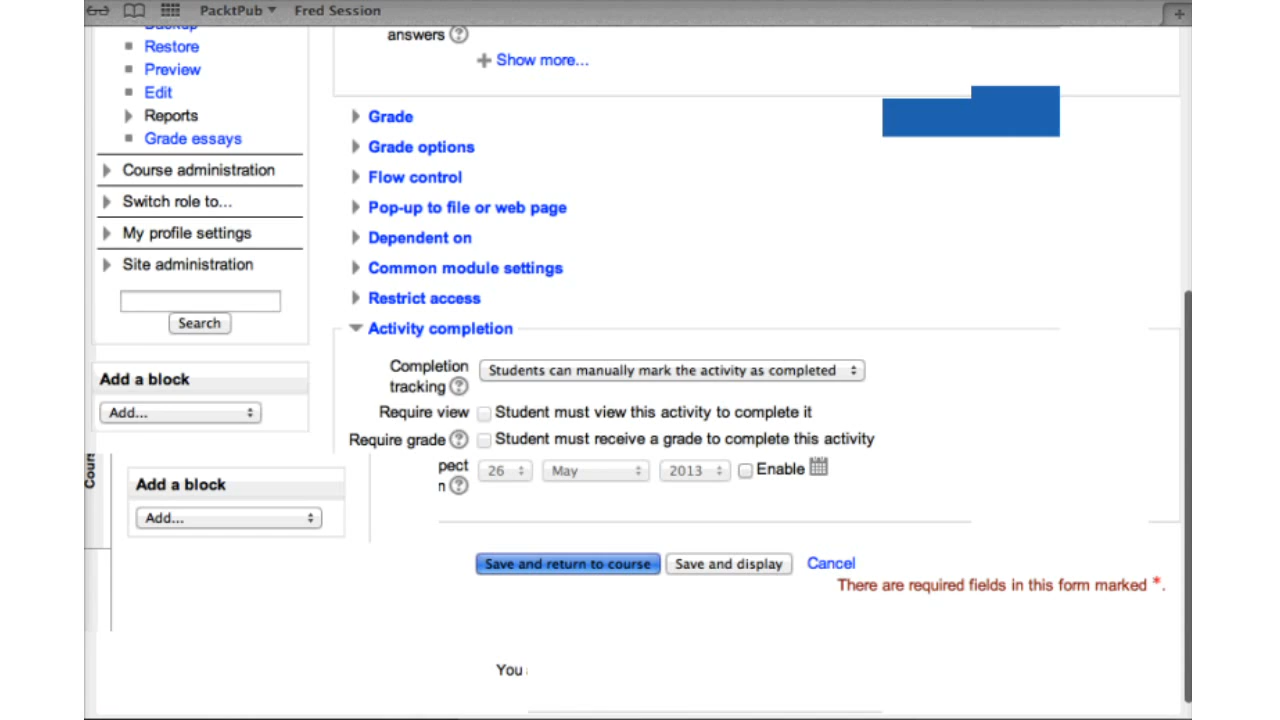 PacktPub Fred Session
Restore
Preview
Edit
Reports
Grade essays
Course administration
Switch role to...
My profile settings
Site administration
Search
Add a block
Add...
Add a block
Add...
answers
Show more...
Grade
Grade options
Flow control
Pop-up to file or web page
Dependent on
Common module settings
Restrict access
Activity completion
Completion tracking Students can manually mark the activity as completed
Require view Student must view this activity to complete it
Require grade Student must receive a grade to complete this activity
26 May 2013 Enable
Save and return to course Save and display Cancel
There are required fields in this form marked *.
You